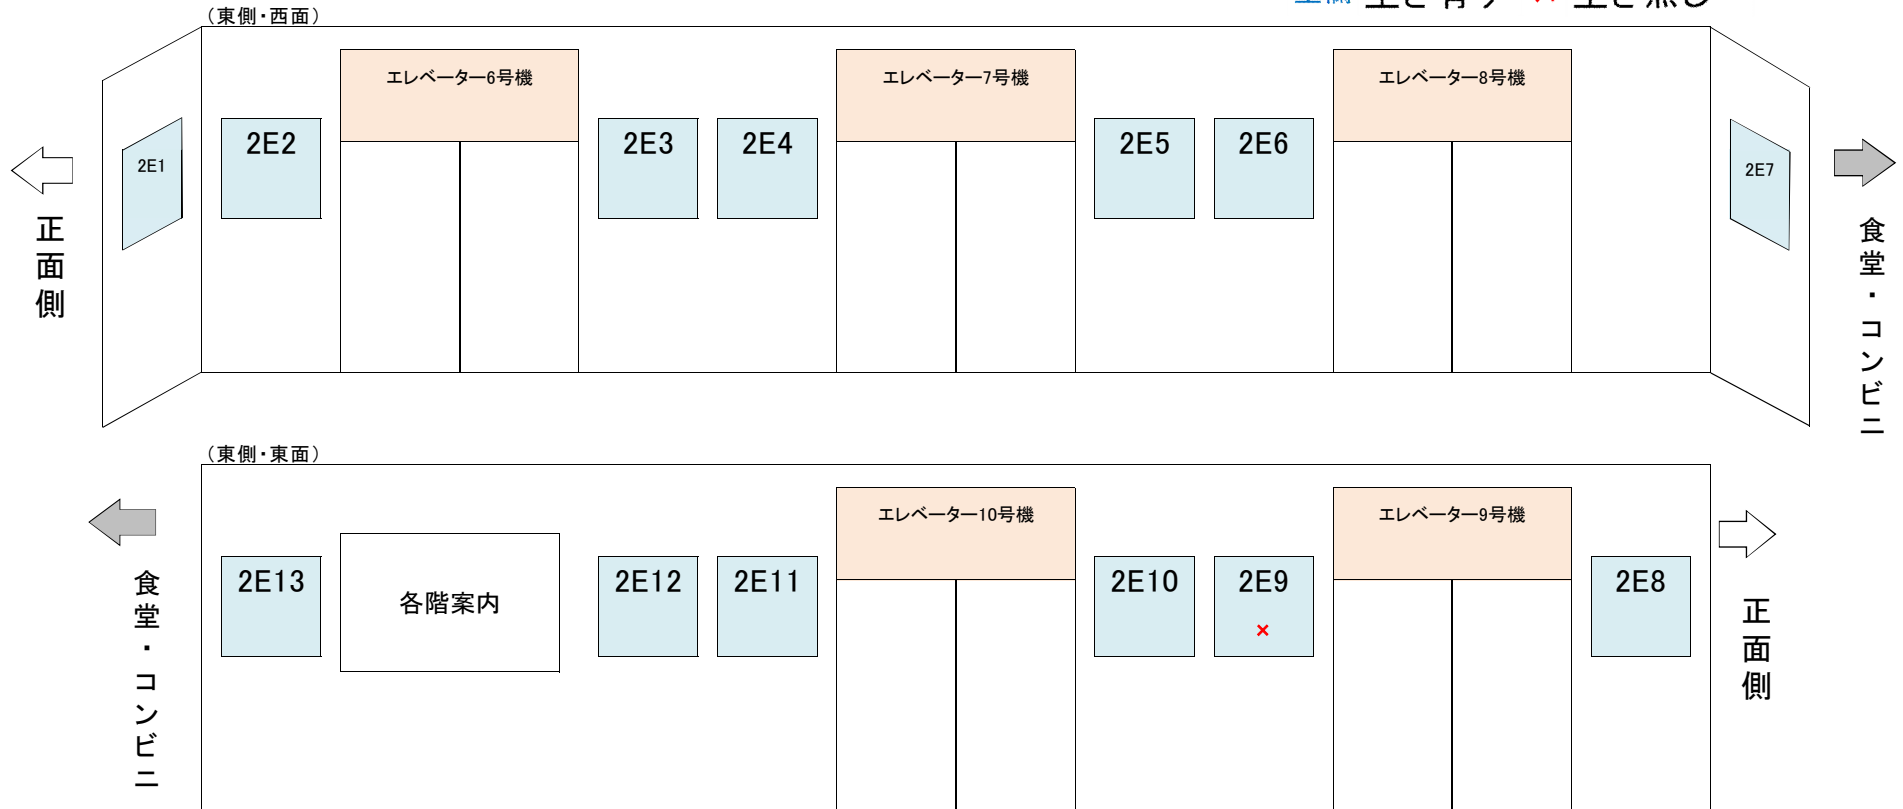 (東側・西面)
エレベーター6号機
エレベーター7号機
エレベーター8号機
2E1
2E2
2E3
2E4
2E5
2E6
2E7
正面側
食堂・コンビニ
(東側・東面)
エレベーター10号機
エレベーター9号機
2E13
各階案内
2E12
2E11
2E10
2E9
×
2E8
食堂・コンビニ
正面側